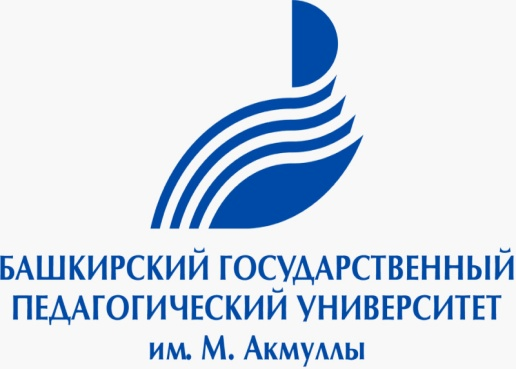 БАШКИРСКИЙ ГОСУДАРСТВЕННЫЙ
ПЕДАГОГИЧЕСКИЙ УНИВЕРСИТЕТ
им. М. Акмуллы